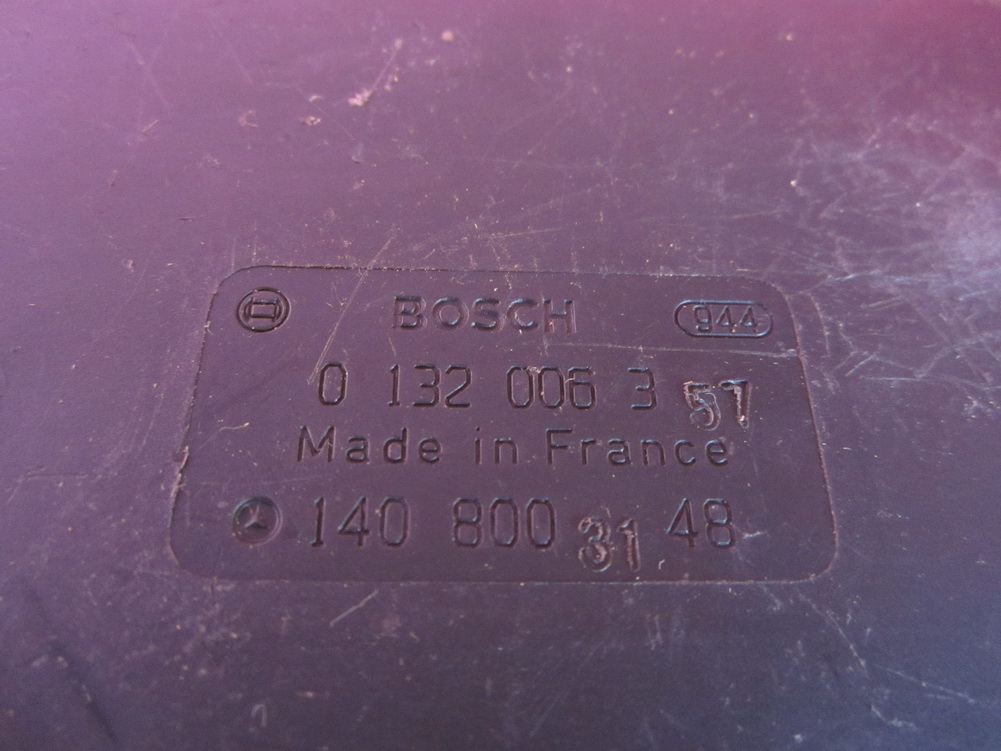 BOSCH 944
0 132 006 3 57
Made in France
140 800 31 48